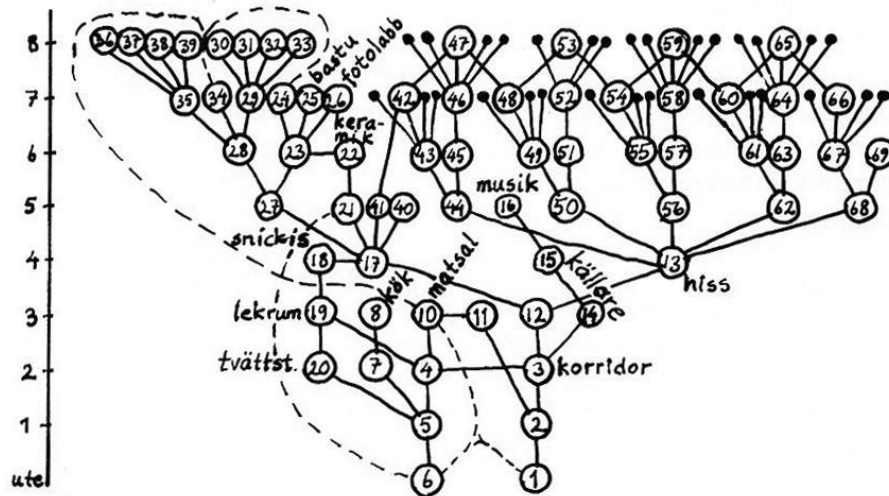 8 36 37 38 39 30 31 32 33 47 53 59 65
bastu
fotolabb
7 35 34 29 24 25 26 42 46 48 52 54 58 60 64 66
kera-
mik
6 28 23 22 43 45 49 51 55 57 61 63 67 69
musik
5 27 21 41 40 44 16 50 56 62 68
snickis
4 18 17 15 13
kök
matsal
källare
hiss
3 lekrum 19 8 10 11 12 14
2 tvättst. 20 7 4 3 korridor
1 5 2
ute 6 1